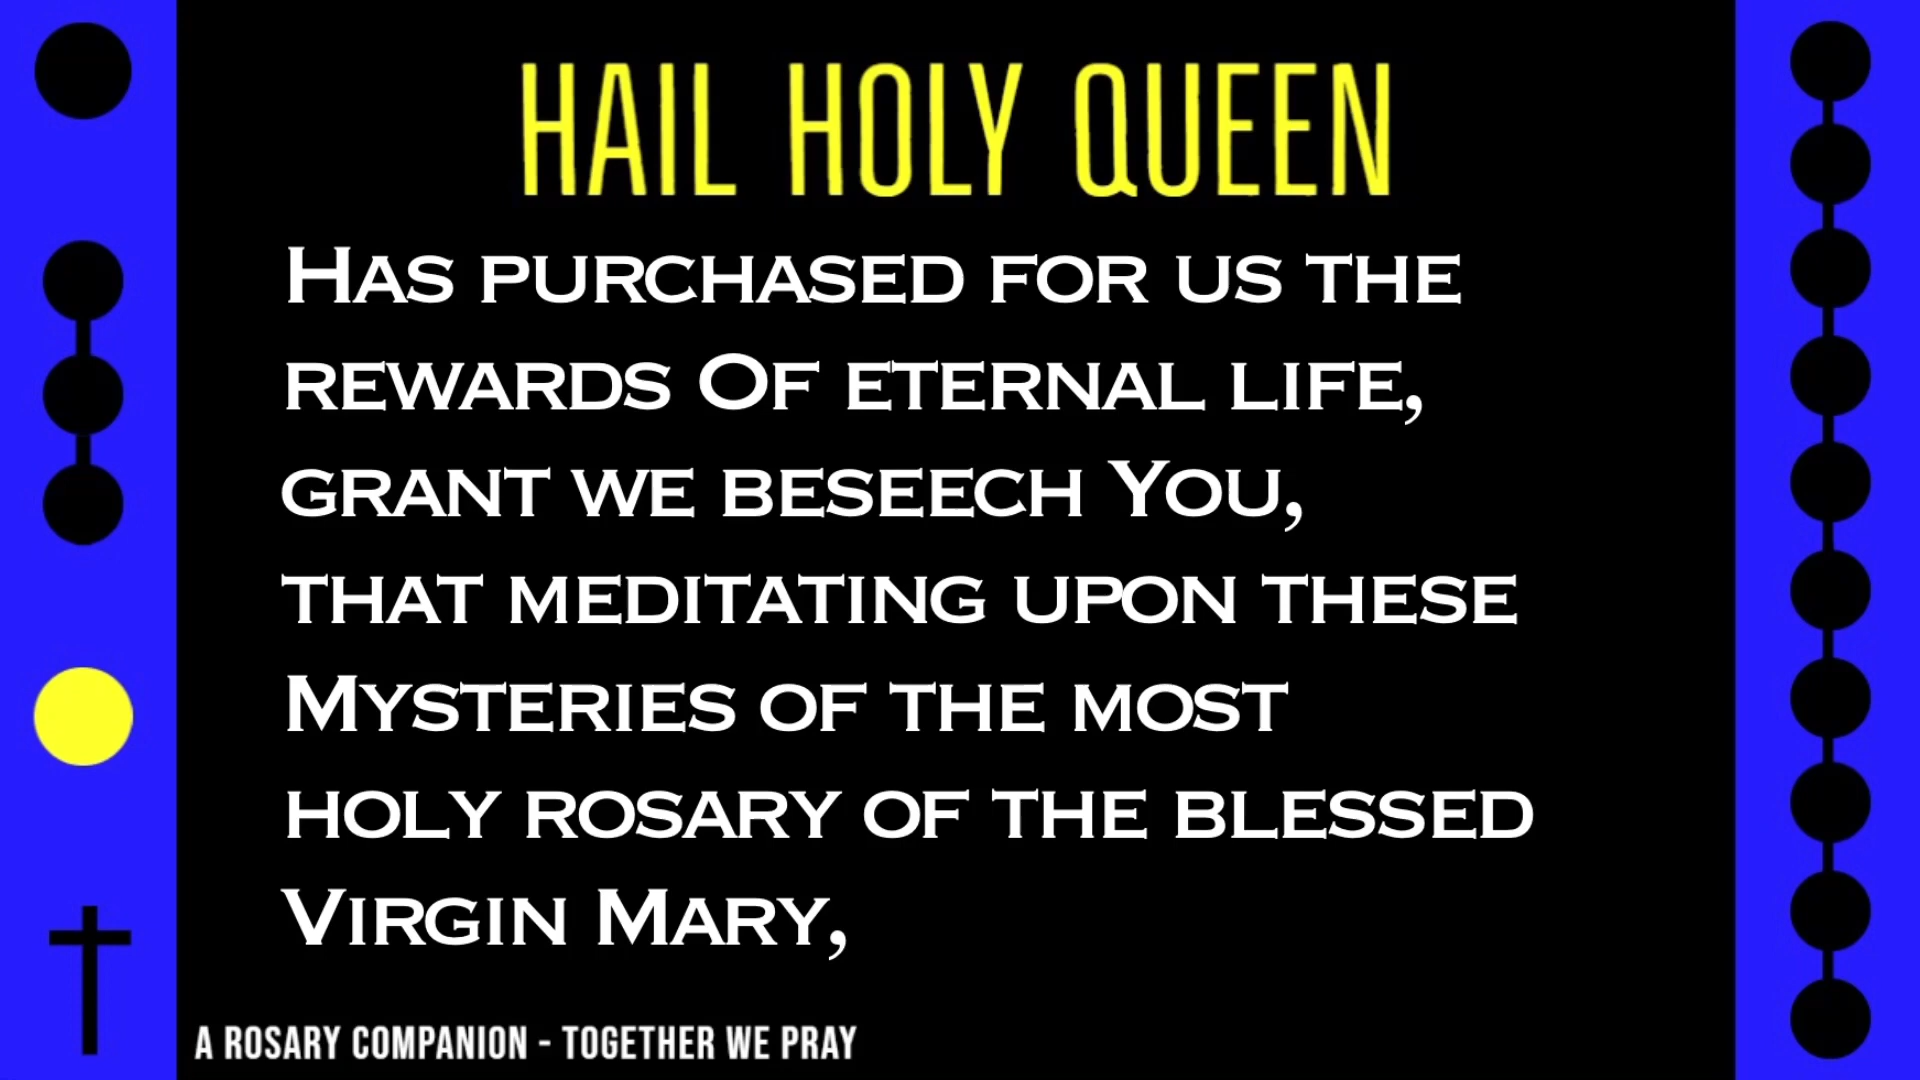 HAIL HOLY QUEEN
Has purchased for us the
rewards Of eternal life,
grant we beseech You,
that meditating upon these
Mysteries of the most
holy rosary of the blessed
Virgin Mary,
A ROSARY COMPANION - TOGETHER WE PRAY